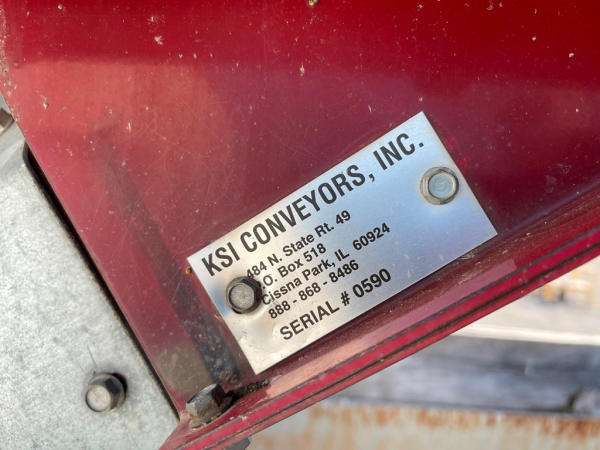 KSI CONVEYORS, INC.
484 N. State Rt. 49
.O. Box 518
Cissna Park, IL 60924
888 - 868 - 8486
SERIAL # 0590